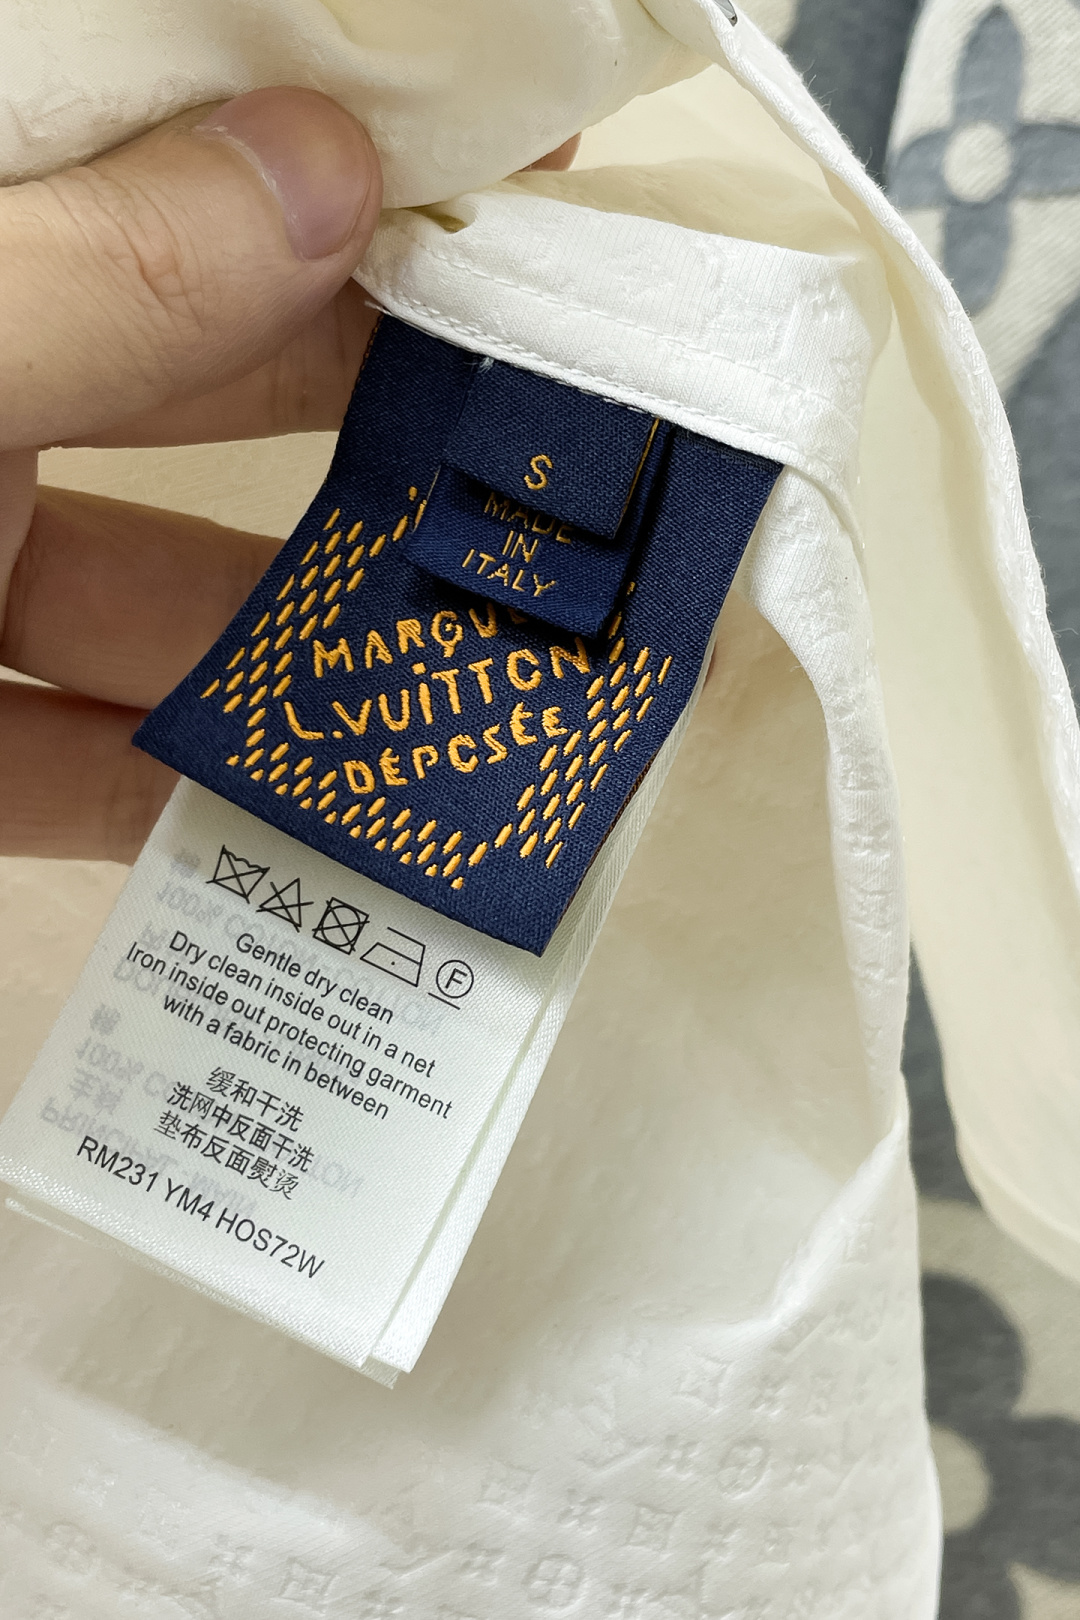 S
MADE
IN
ITALY
MARQUE
L.VUITTON
DÉPOSÉE
F
Gentle dry clean
Dry clean inside out in a net
Iron inside out protecting garment
with a fabric in between
缓和干洗
洗网中反面干洗
垫布反面熨烫
RM231 YM4 HOS72W